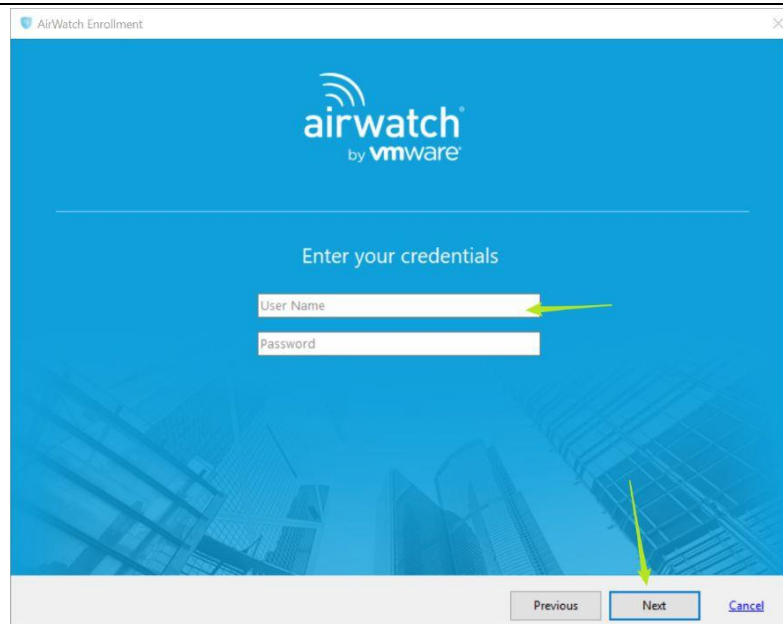 AirWatch Enrollment
airwatch
by vmware
Enter your credentials
User Name
Password
Previous Next Cancel